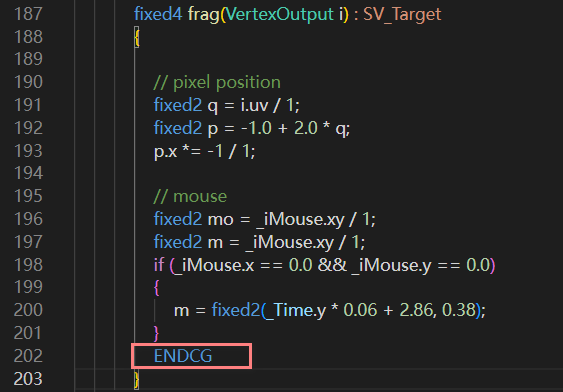 187 fixed4 frag(VertexOutput i) : SV_Target
188 {
189
190 // pixel position
191 fixed2 q = i.uv / 1;
192 fixed2 p = -1.0 + 2.0 * q;
193 p.x *= -1 / 1;
194
195 // mouse
196 fixed2 mo = _iMouse.xy / 1;
197 fixed2 m = _iMouse.xy / 1;
198 if (_iMouse.x == 0.0 && _iMouse.y == 0.0)
199 {
200 m = fixed2(_Time.y * 0.06 + 2.86, 0.38);
201 }
202 ENDCG
203 }